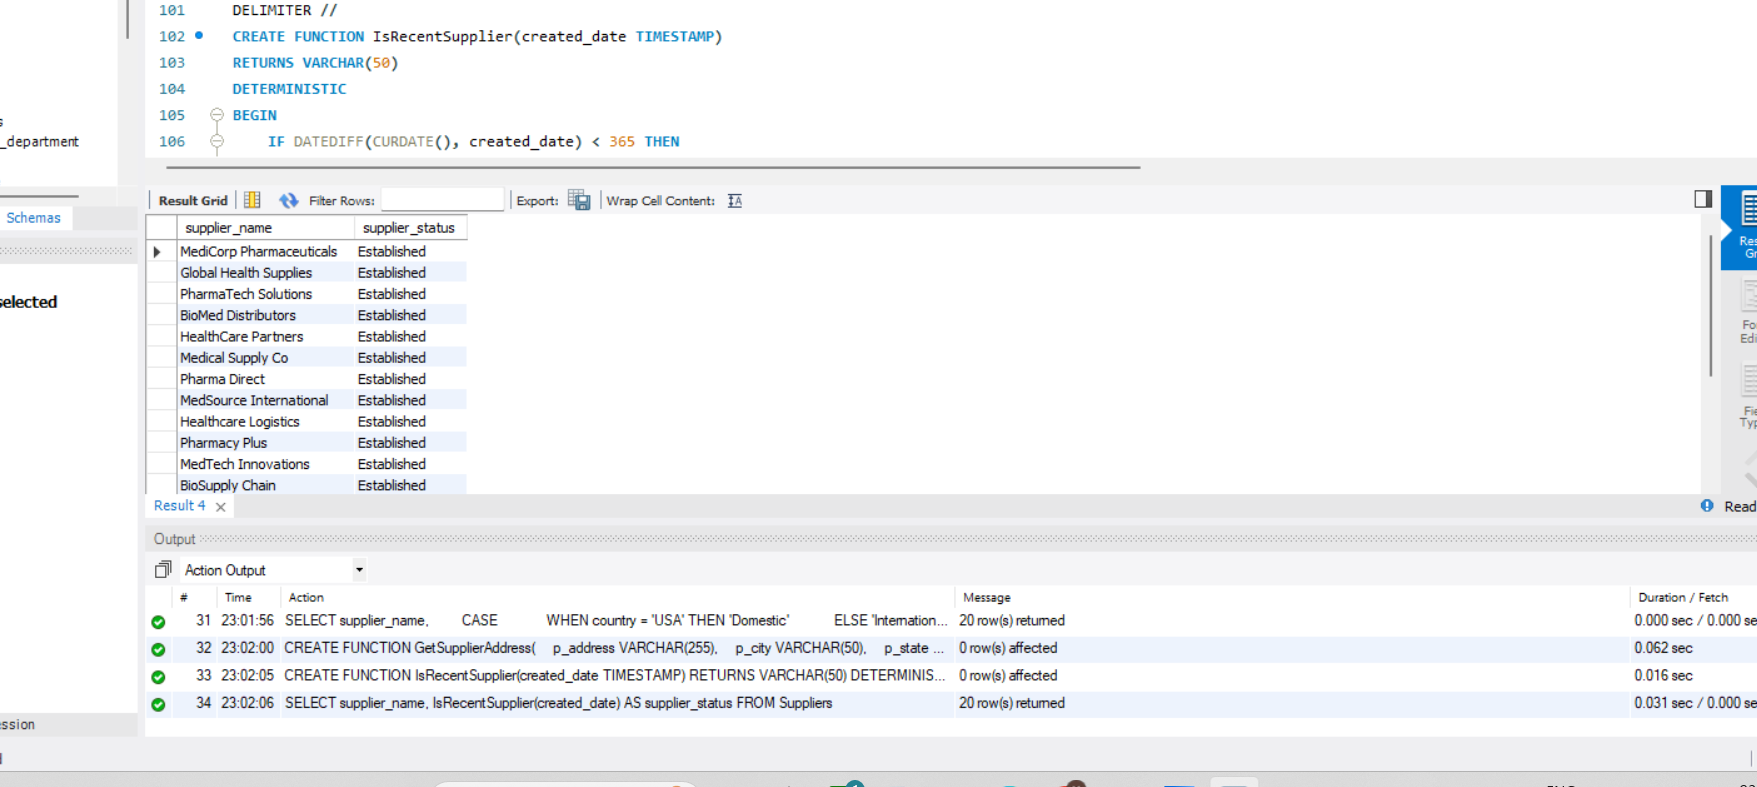 101 DELIMITER //
102 CREATE FUNCTION IsRecentSupplier(created_date TIMESTAMP)
103 RETURNS VARCHAR(50)
104 DETERMINISTIC
105 BEGIN
106 IF DATEDIFF(CURDATE(), created_date) < 365 THEN
_department
Schemas
selected
Result Grid Filter Rows: Export: Wrap Cell Content:
supplier_name supplier_status
MediCorp Pharmaceuticals Established
Global Health Supplies Established
PharmaTech Solutions Established
BioMed Distributors Established
HealthCare Partners Established
Medical Supply Co Established
Pharma Direct Established
MedSource International Established
Healthcare Logistics Established
Pharmacy Plus Established
MedTech Innovations Established
BioSupply Chain Established
Result 4
Read
Output
Action Output
# Time Action Message Duration / Fetch
31 23:01:56 SELECT supplier_name, CASE WHEN country = 'USA' THEN 'Domestic' ELSE 'Internation... 20 row(s) returned 0.000 sec / 0.000 se
32 23:02:00 CREATE FUNCTION GetSupplierAddress( p_address VARCHAR(255), p_city VARCHAR(50), p_state ... 0 row(s) affected 0.062 sec
33 23:02:05 CREATE FUNCTION IsRecentSupplier(created_date TIMESTAMP) RETURNS VARCHAR(50) DETERMINIS... 0 row(s) affected 0.016 sec
34 23:02:06 SELECT supplier_name, IsRecentSupplier(created_date) AS supplier_status FROM Suppliers 20 row(s) returned 0.031 sec / 0.000 se
ession